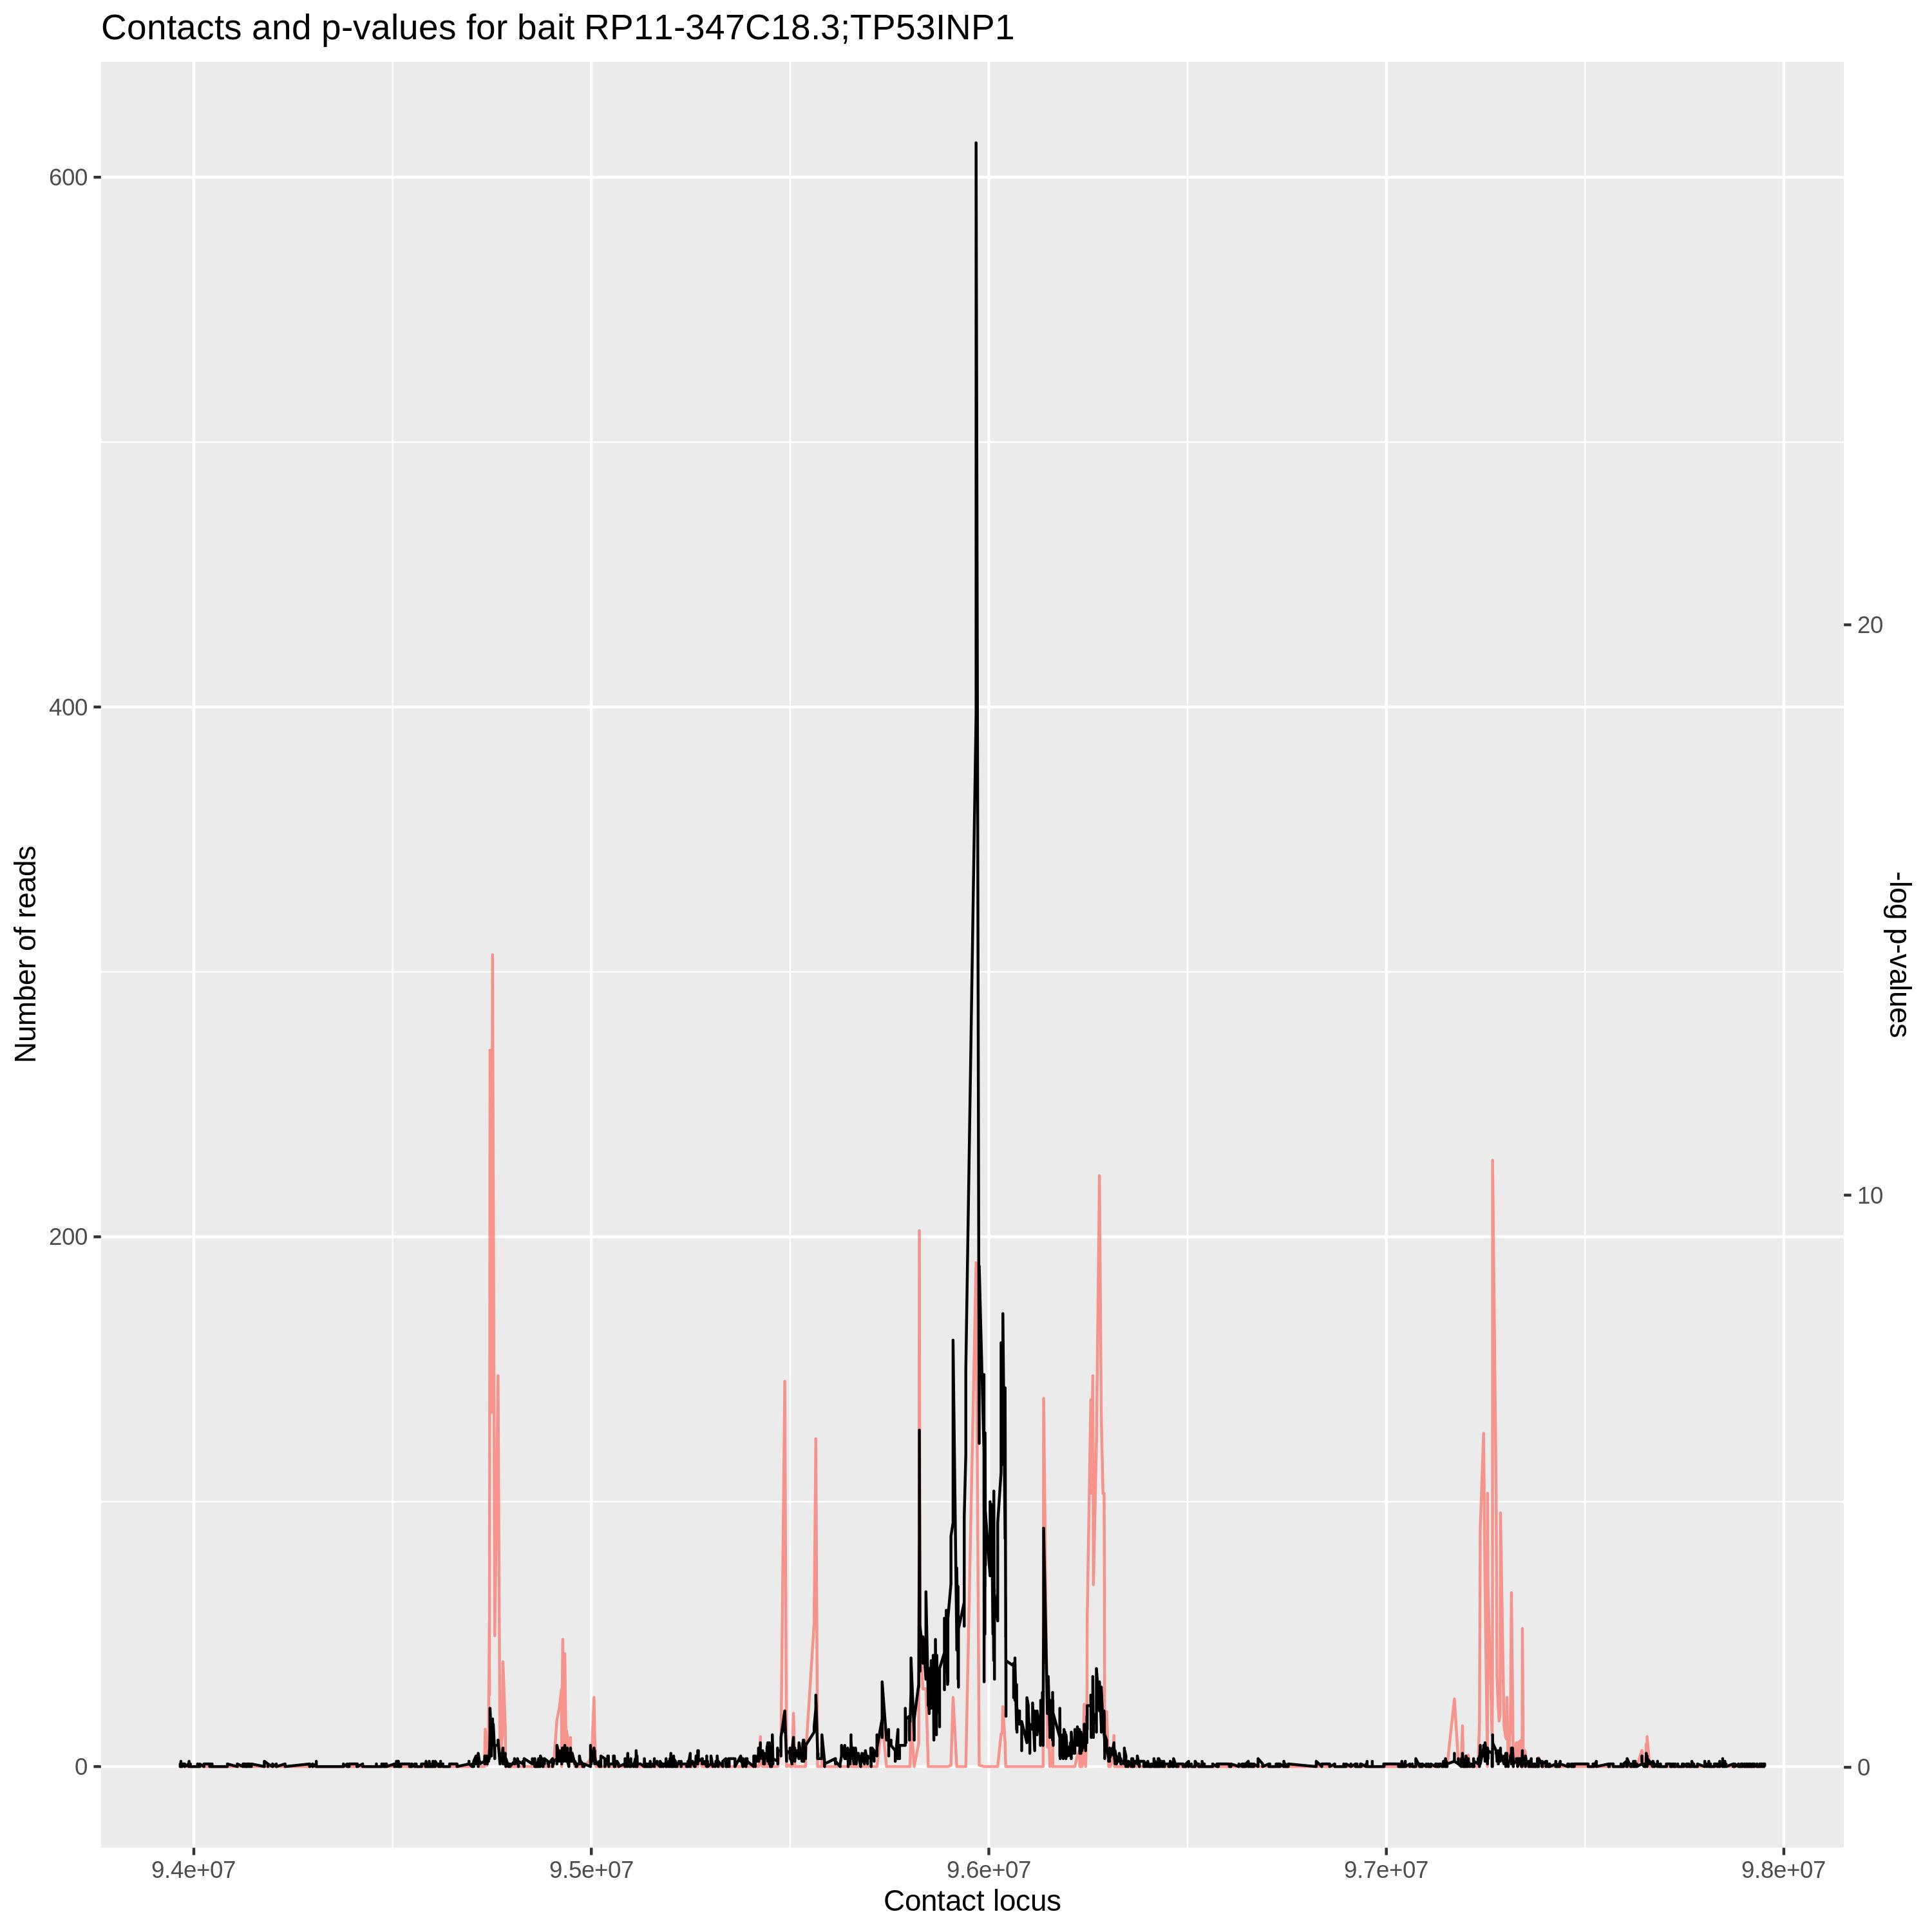 Contacts and p-values for bait RP11-347C18.3;TP53INP1
600
400
200
0
Number of reads
20
10
0
-log p-values
9.4e+07
9.5e+07
9.6e+07
9.7e+07
9.8e+07
Contact locus